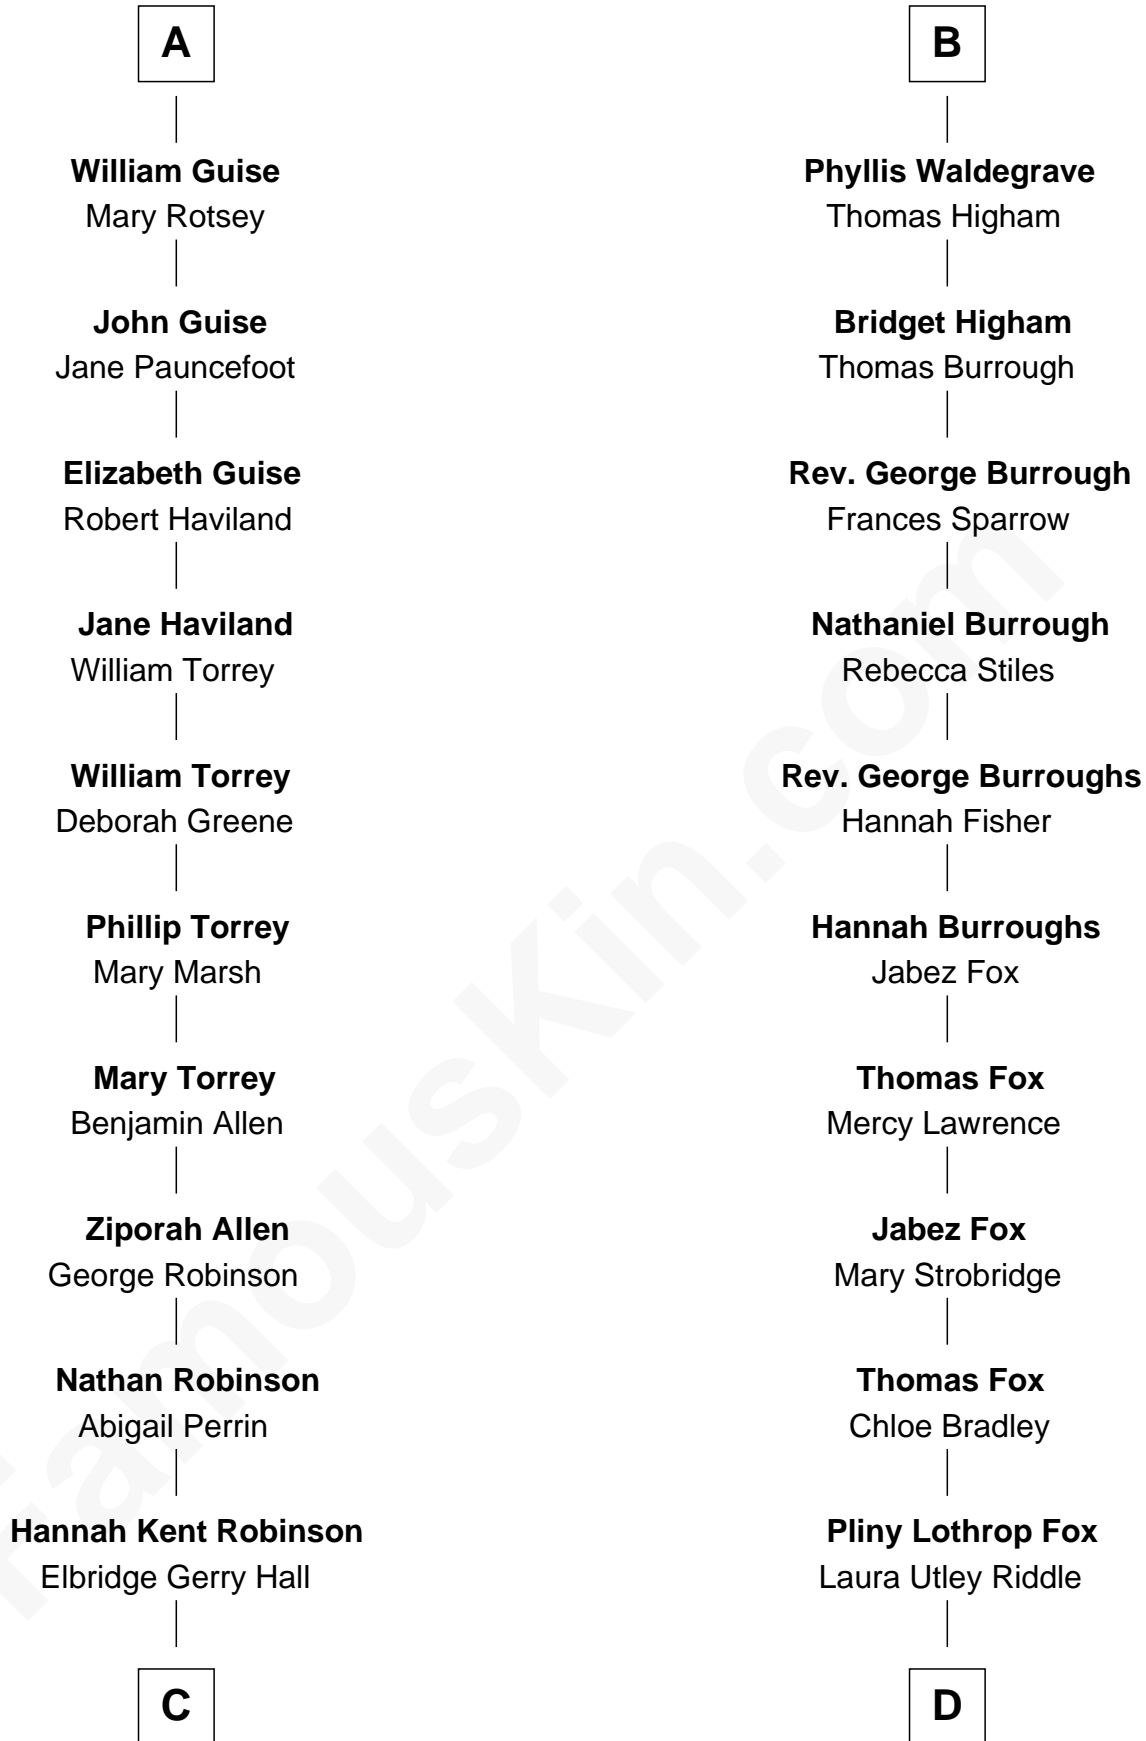 A
William Guise
Mary Rotsey
John Guise
Jane Pauncefoot
Elizabeth Guise
Robert Haviland
Jane Haviland
William Torrey
William Torrey
Deborah Greene
Phillip Torrey
Mary Marsh
Mary Torrey
Benjamin Allen
Ziporah Allen
George Robinson
Nathan Robinson
Abigail Perrin
Hannah Kent Robinson
Elbridge Gerry Hall
C
B
Phyllis Waldegrave
Thomas Higham
Bridget Higham
Thomas Burrough
Rev. George Burrough
Frances Sparrow
Nathaniel Burrough
Rebecca Stiles
Rev. George Burroughs
Hannah Fisher
Hannah Burroughs
Jabez Fox
Thomas Fox
Mercy Lawrence
Jabez Fox
Mary Strobridge
Thomas Fox
Chloe Bradley
Pliny Lothrop Fox
Laura Utley Riddle
D
famouskin.com